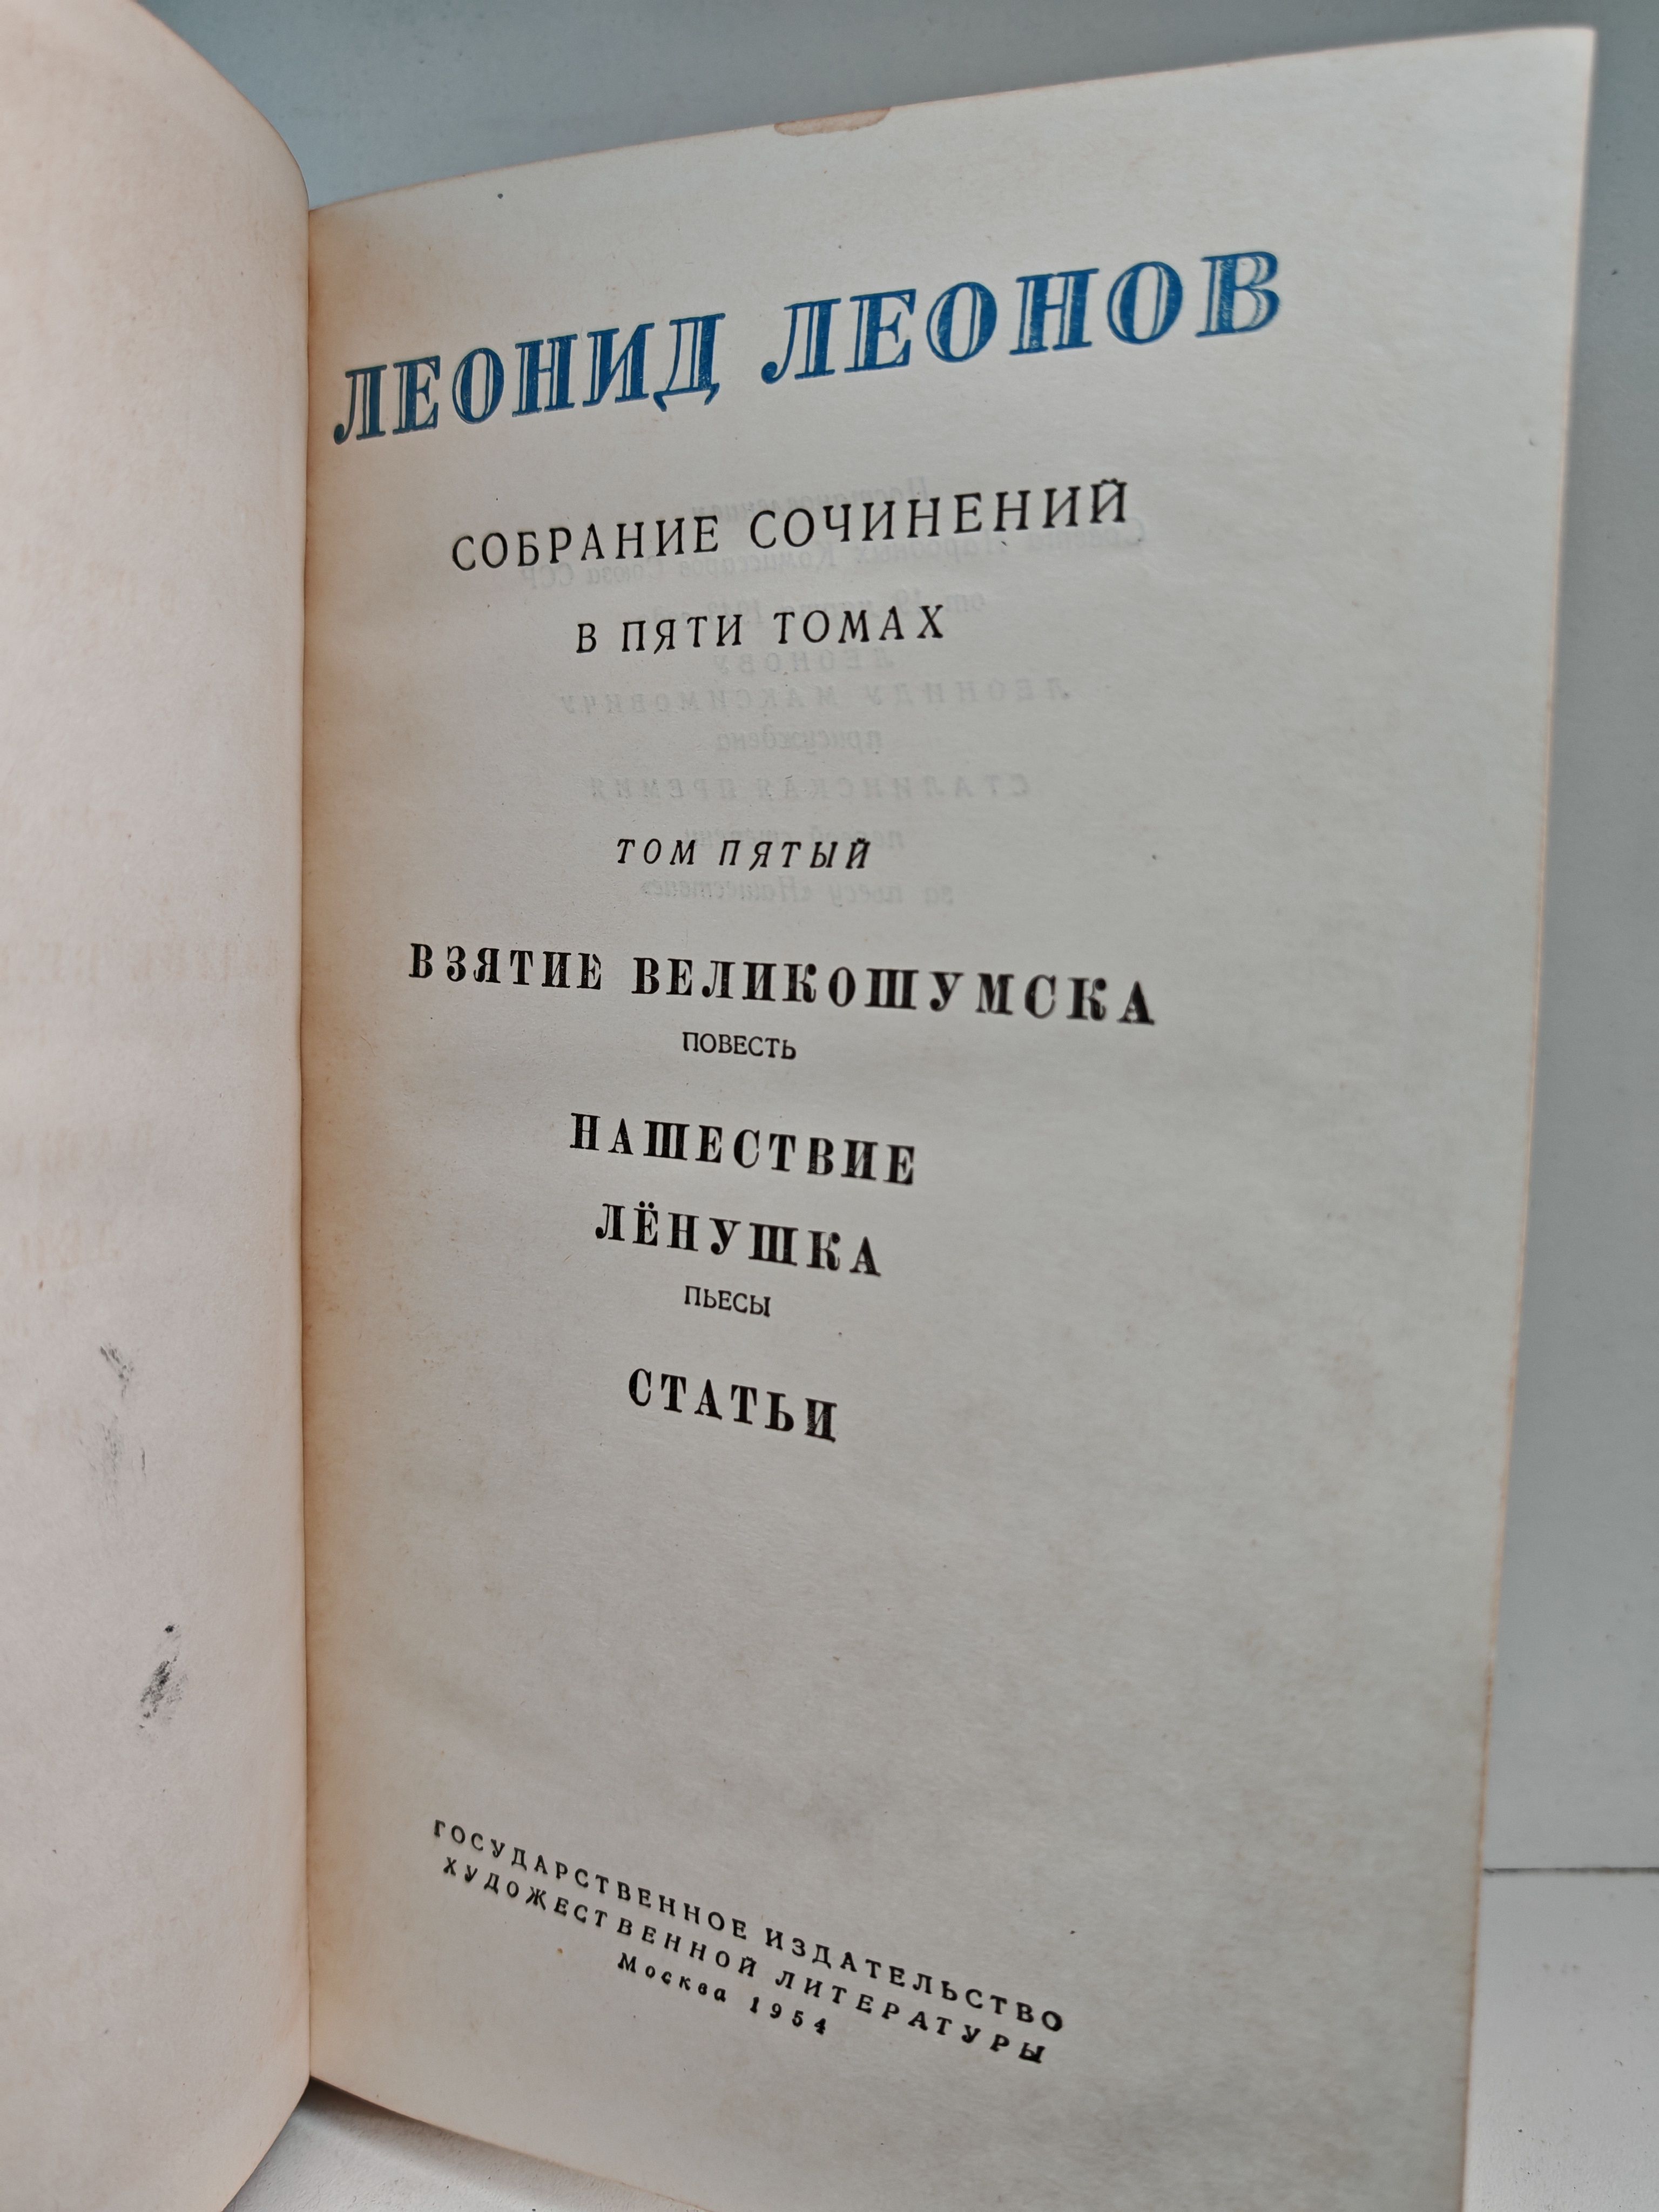 ЛЕОНИД ЛЕОНОВ
СОБРАНИЕ СОЧИНЕНИЙ
В ПЯТИ ТОМАХ
ТОМ ПЯТЫЙ
ВЗЯТИЕ ВЕЛИКОШУМСКА
ПОВЕСТЬ
НАШЕСТВИЕ
ЛЁНУШКА
ПЬЕСЫ
СТАТЬИ
ГОСУДАРСТВЕННОЕ ИЗДАТЕЛЬСТВО
ХУДОЖЕСТВЕННОЙ ЛИТЕРАТУРЫ
Москва 1954